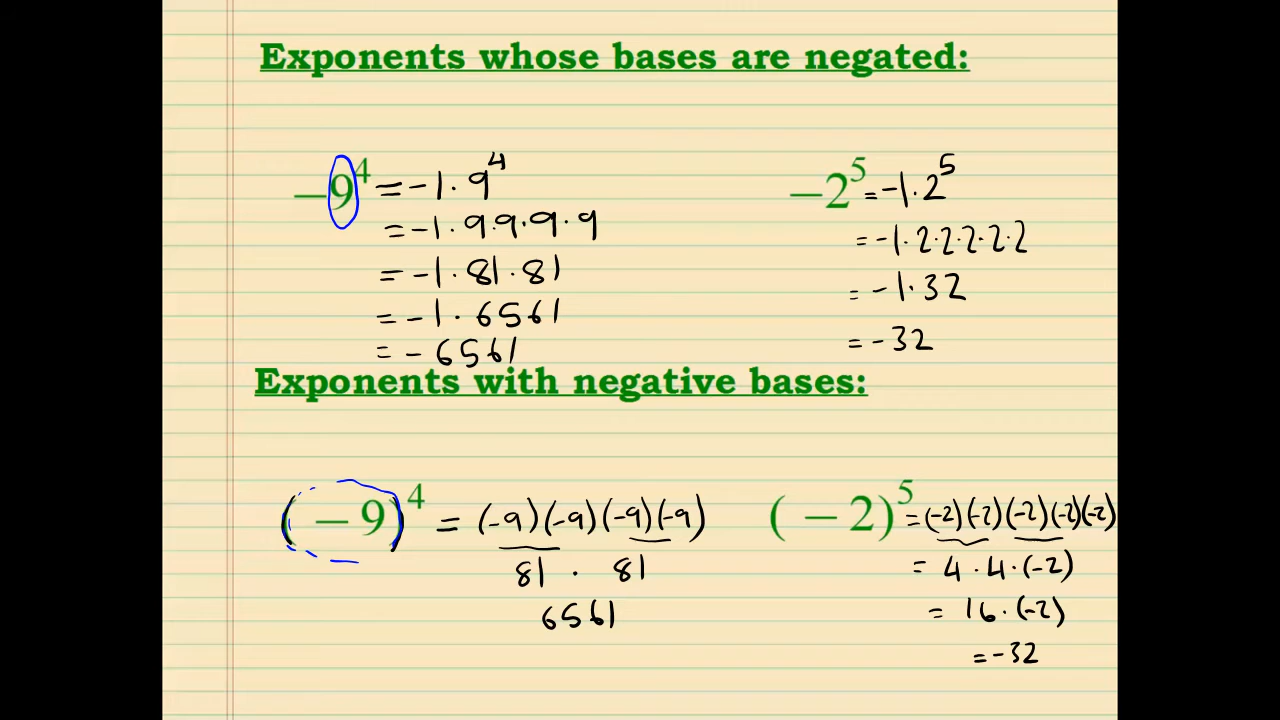 Exponents whose bases are negated:
−9⁴ = −1 · 9⁴
= −1 · 9·9·9·9
= −1 · 81 · 81
= −1 · 6561
= −6561
−2⁵ = −1·2⁵
= −1·2·2·2·2·2
= −1·32
= −32
Exponents with negative bases:
(−9)⁴ = (−9)(−9)(−9)(−9)
81 · 81
6561
(−2)⁵ = (−2)(−2)(−2)(−2)(−2)
= 4 · 4 · (−2)
= 16 · (−2)
= −32